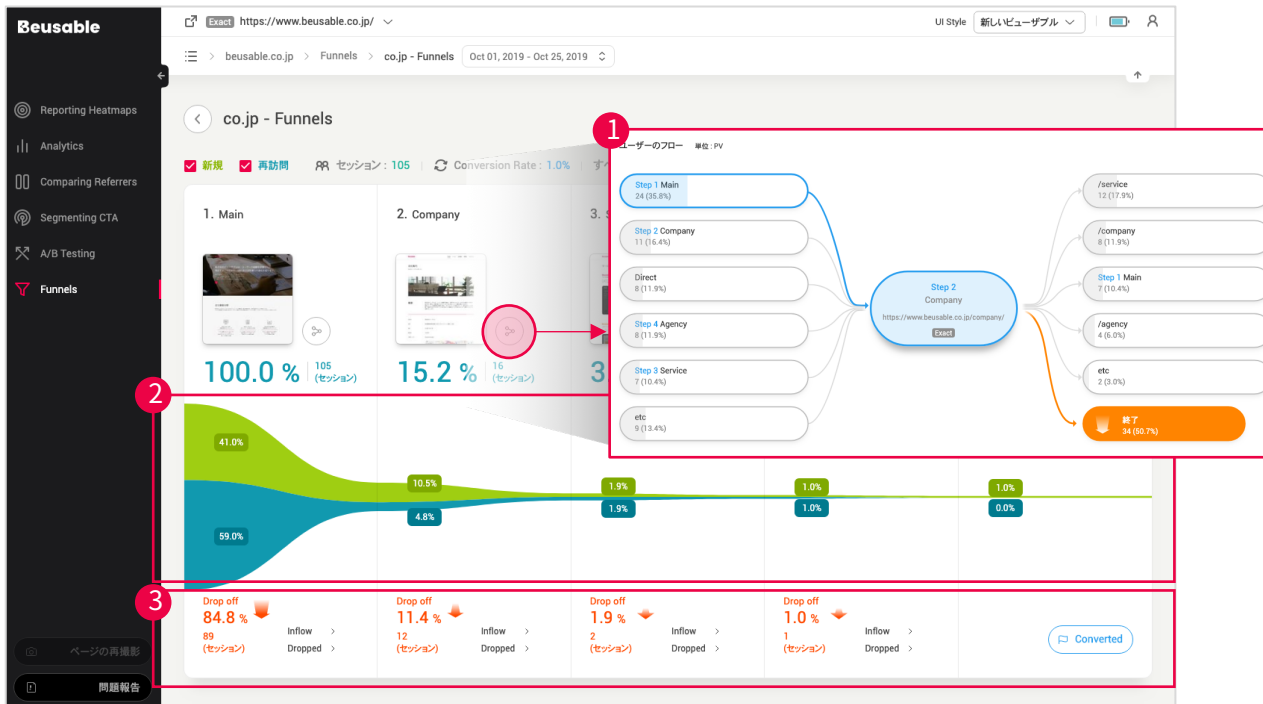 Beusable
Exact https://www.beusable.co.jp/
UI Style 新しいビューザブル
beusable.co.jp > Funnels > co.jp - Funnels Oct 01, 2019 - Oct 25, 2019
Reporting Heatmaps
Analytics
Comparing Referrers
Segmenting CTA
A/B Testing
Funnels
ページの再撮影
問題報告
co.jp - Funnels
新規 再訪問 セッション : 105 Conversion Rate : 1.0% すべ
1. Main
2. Company
3. S
100.0 % 105
(セッション)
15.2 % 16
(セッション)
3
1
ユーザーのフロー 単位 : PV
Step 1 Main
24 (35.8%)
Step 2 Company
11 (16.4%)
Direct
8 (11.9%)
Step 4 Agency
8 (11.9%)
Step 3 Service
7 (10.4%)
etc
9 (13.4%)
Step 2
Company
https://www.beusable.co.jp/company/
Exact
/service
12 (17.9%)
/company
8 (11.9%)
Step 1 Main
7 (10.4%)
/agency
4 (6.0%)
etc
2 (3.0%)
終了
34 (50.7%)
2
41.0%
59.0%
10.5%
4.8%
1.9%
1.9%
1.0%
1.0%
1.0%
0.0%
3
Drop off
84.8 %
89
(セッション)
Inflow >
Dropped >
Drop off
11.4 %
12
(セッション)
Inflow >
Dropped >
Drop off
1.9 %
2
(セッション)
Inflow >
Dropped >
Drop off
1.0 %
1
(セッション)
Inflow >
Dropped >
Converted